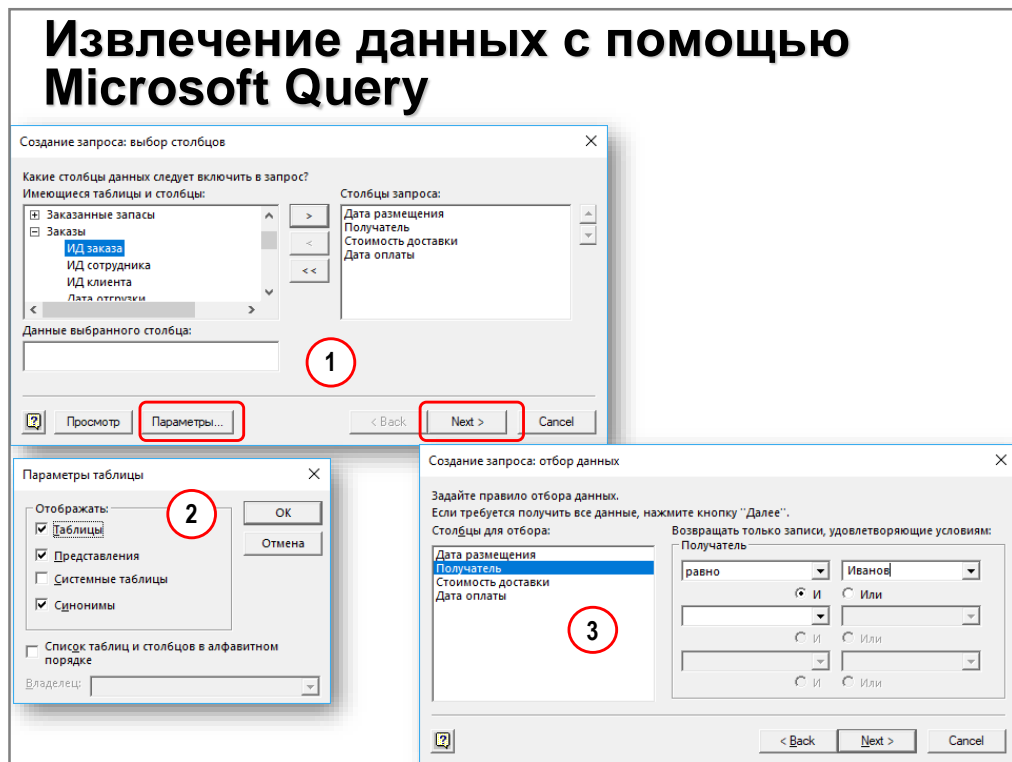 Извлечение данных с помощью
Microsoft Query
Создание запроса: выбор столбцов
Какие столбцы данных следует включить в запрос?
Имеющиеся таблицы и столбцы:
Столбцы запроса:
Заказанные запасы
Заказы
ИД заказа
ИД сотрудника
ИД клиента
Дата отгрузки
>
<
<<
Дата размещения
Получатель
Стоимость доставки
Дата оплаты
Данные выбранного столбца:
1
Просмотр
Параметры...
< Back
Next >
Cancel
Параметры таблицы
Отображать:
2
Таблицы
Представления
Системные таблицы
Синонимы
OK
Отмена
Список таблиц и столбцов в алфавитном
порядке
Владелец:
Создание запроса: отбор данных
Задайте правило отбора данных.
Если требуется получить все данные, нажмите кнопку "Далее".
Столбцы для отбора:
Возвращать только записи, удовлетворяющие условиям:
Дата размещения
Получатель
Стоимость доставки
Дата оплаты
3
Получатель
равно
Иванов
И Или
И Или
И Или
< Back
Next >
Cancel